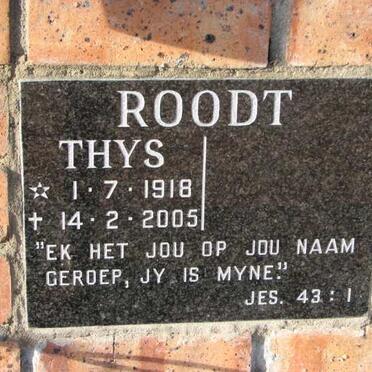 ROODT
THYS
☆ 1·7·1918
✝ 14·2·2005
"EK HET JOU OP JOU NAAM
GEROEP, JY IS MYNE."
JES. 43:1